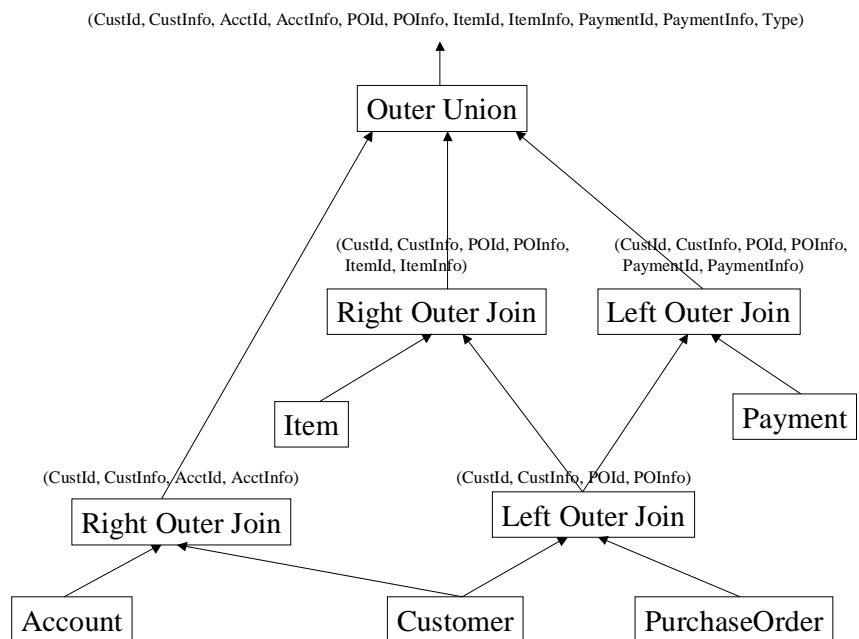 (CustId, CustInfo, AcctId, AcctInfo, POId, POInfo, ItemId, ItemInfo, PaymentId, PaymentInfo, Type)
Outer Union
(CustId, CustInfo, POId, POInfo,
ItemId, ItemInfo)
(CustId, CustInfo, POId, POInfo,
PaymentId, PaymentInfo)
Right Outer Join
Left Outer Join
Item
Payment
(CustId, CustInfo, AcctId, AcctInfo)
(CustId, CustInfo, POId, POInfo)
Right Outer Join
Left Outer Join
Account
Customer
PurchaseOrder